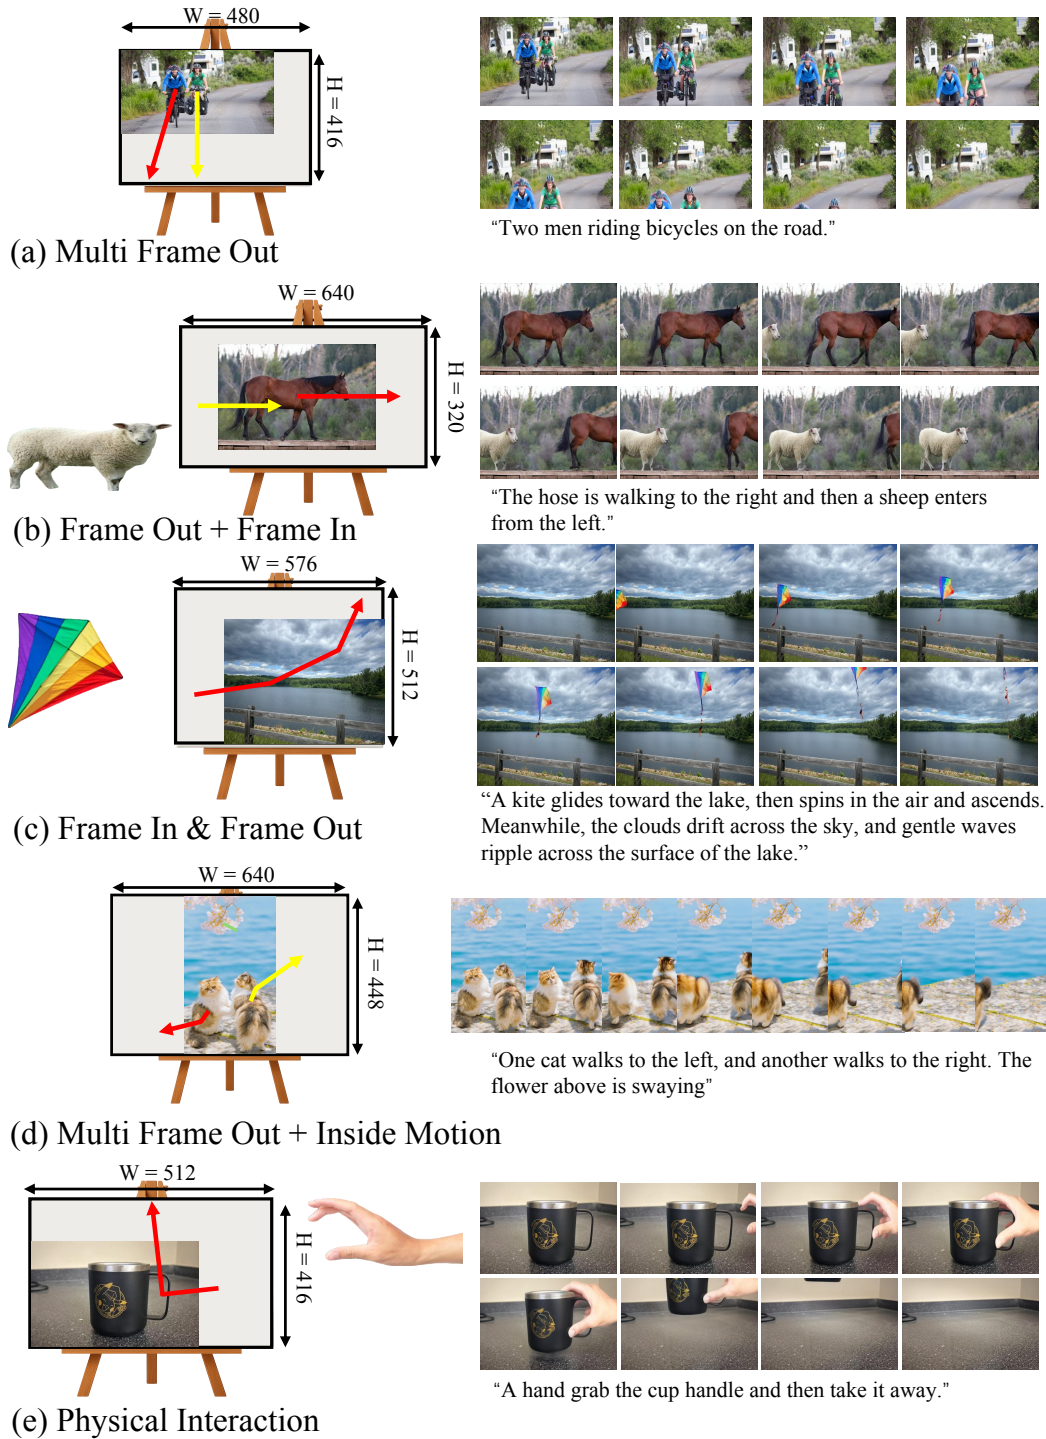 W = 480
H = 416
"Two men riding bicycles on the road."
(a) Multi Frame Out
W = 640
H = 320
"The hose is walking to the right and then a sheep enters
from the left."
(b) Frame Out + Frame In
W = 576
H = 512
“A kite glides toward the lake, then spins in the air and ascends.
Meanwhile, the clouds drift across the sky, and gentle waves
ripple across the surface of the lake.”
(c) Frame In & Frame Out
W = 640
H = 448
"One cat walks to the left, and another walks to the right. The
flower above is swaying"
(d) Multi Frame Out + Inside Motion
W = 512
H = 416
"A hand grab the cup handle and then take it away."
(e) Physical Interaction